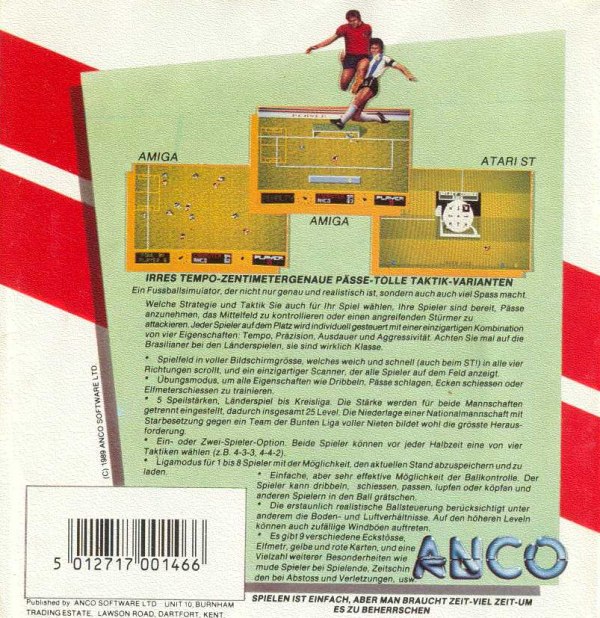 AMIGA
ATARI ST
AMIGA
IRRES TEMPO-ZENTIMETERGENAUE PÄSSE-TOLLE TAKTIK-VARIANTEN
Ein Fussballsimulator, der nicht nur genau und realistisch ist, sondern auch auch viel Spass macht.
Welche Strategie und Taktik Sie auch für Ihr Spiel wählen, Ihre Spieler sind bereit, Pässe
anzunehmen, das Mittelfeld zu kontrollieren oder einen angreifenden Stürmer zu
attackieren. Jeder Spieler auf dem Platz wird individuell gesteuert mit einer einzigartigen Kombination
von vier Eigenschaften: Tempo, Präzision, Ausdauer und Aggressivität. Achten Sie mal auf die
Brasilianer bei den Länderspielen, sie sind wirklich Klasse.
* Spielfeld in voller Bildschirmgrösse, welches weich und schnell (auch beim ST!) in alle vier
Richtungen scrollt, und ein einzigartiger Scanner, der alle Spieler auf dem Feld anzeigt.
* Übungsmodus, um alle Eigenschaften wie Dribbeln, Pässe schlagen, Ecken schiessen oder
Elfmeterschiessen zu trainieren.
* 5 Spielstärken, Länderspiel bis Kreisliga. Die Stärke werden für beide Mannschaften
getrennt eingestellt, dadurch insgesamt 25 Level. Die Niederlage einer Nationalmannschaft mit
Starbesetzung gegen ein Team der Bunten Liga voller Nieten bildet wohl die grösste Heraus-
forderung.
* Ein- oder Zwei-Spieler-Option. Beide Spieler können vor jeder Halbzeit eine von vier
Taktiken wählen (z.B. 4-3-3, 4-4-2).
* Ligamodus für 1 bis 8 Spieler mit der Möglichkeit, den aktuellen Stand abzuspeichern und zu
laden.
* Einfache, aber sehr effektive Möglichkeit der Ballkontrolle. Der
Spieler kann dribbeln, schiessen, passen, lupfen oder köpfen und
anderen Spielern in den Ball grätschen.
* Die erstaunlich realistische Ballsteuerung berücksichtigt unter
anderem die Boden- und Luftverhältnisse. Auf den höheren Leveln
können auch zufällige Windböen auftreten.
* Es gibt 9 verschiedene Eckstösse,
Elfmetr, gelbe und rote Karten, und eine
Vielzahl weiterer Besonderheiten wie
mude Spieler bei Spielende, Zeitschin
den bei Abstoss und Verletzungen, usw.
ANCO
SPIELEN IST EINFACH, ABER MAN BRAUCHT ZEIT-VIEL ZEIT-UM
ES ZU BEHERRSCHEN
(C) 1989 ANCO SOFTWARE LTD.
5 012717 001466
Published by ANCO SOFTWARE LTD UNIT 10, BURNHAM
TRADING ESTATE, LAWSON ROAD, DARTFORT, KENT.